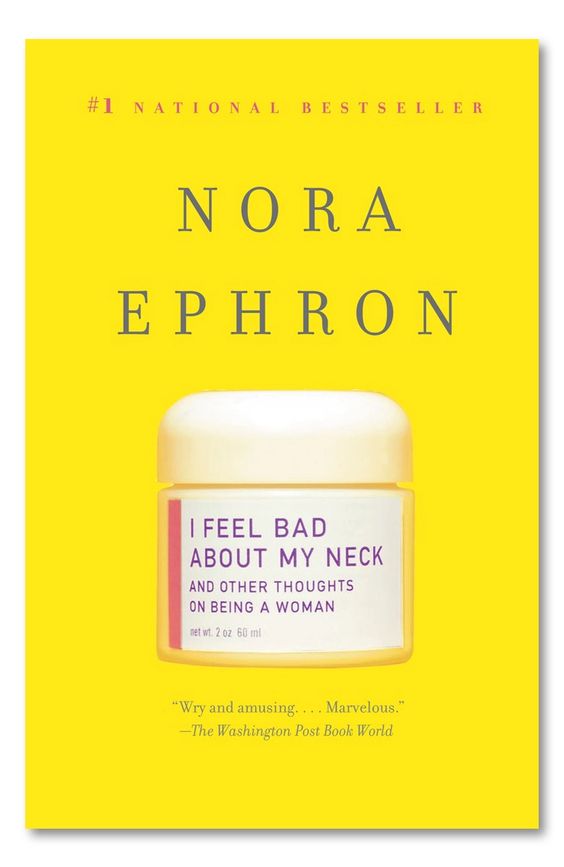 #1 NATIONAL BESTSELLER
NORA
EPHRON
I FEEL BAD
ABOUT MY NECK
AND OTHER THOUGHTS
ON BEING A WOMAN
net wt. 2 oz 60 ml
“Wry and amusing. . . . Marvelous.”
—The Washington Post Book World